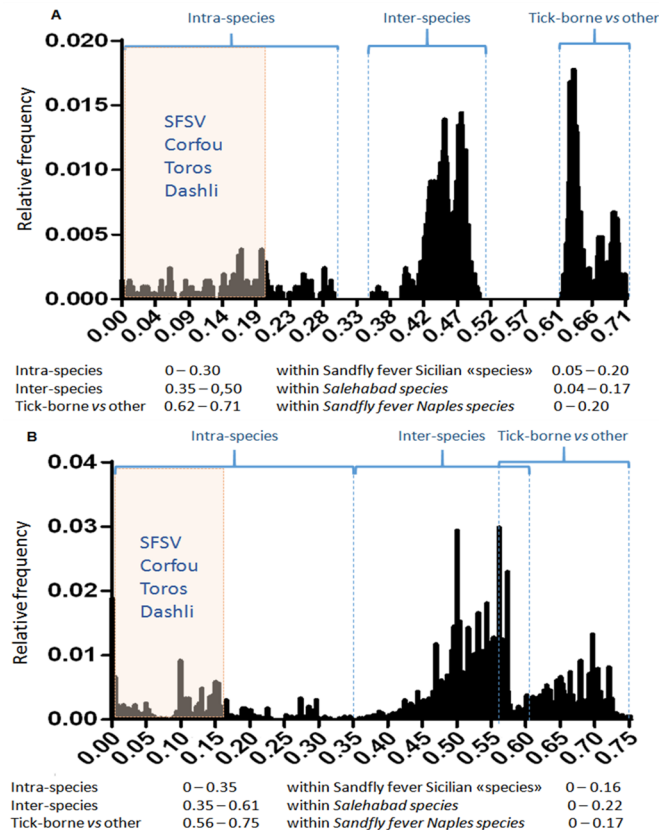 A
Intra-species Inter-species Tick-borne vs other
Relative frequency
0.020
0.015
0.010
0.005
0.000
SFSV
Corfou
Toros
Dashli
0.00 0.04 0.09 0.14 0.19 0.23 0.28 0.33 0.38 0.42 0.47 0.52 0.57 0.61 0.66 0.71
Intra-species 0 – 0.30 within Sandfly fever Sicilian «species» 0.05 – 0.20
Inter-species 0.35 – 0,50 within Salehabad species 0.04 – 0.17
Tick-borne vs other 0.62 – 0.71 within Sandfly fever Naples species 0 – 0.20
B
Intra-species Inter-species Tick-borne vs other
Relative frequency
0.04
0.03
0.02
0.01
0.00
SFSV
Corfou
Toros
Dashli
0.00 0.05 0.10 0.15 0.20 0.25 0.30 0.35 0.40 0.45 0.50 0.55 0.60 0.65 0.70 0.75
Intra-species 0 – 0.35 within Sandfly fever Sicilian «species» 0 – 0.16
Inter-species 0.35 – 0.61 within Salehabad species 0 – 0.22
Tick-borne vs other 0.56 – 0.75 within Sandfly fever Naples species 0 – 0.17